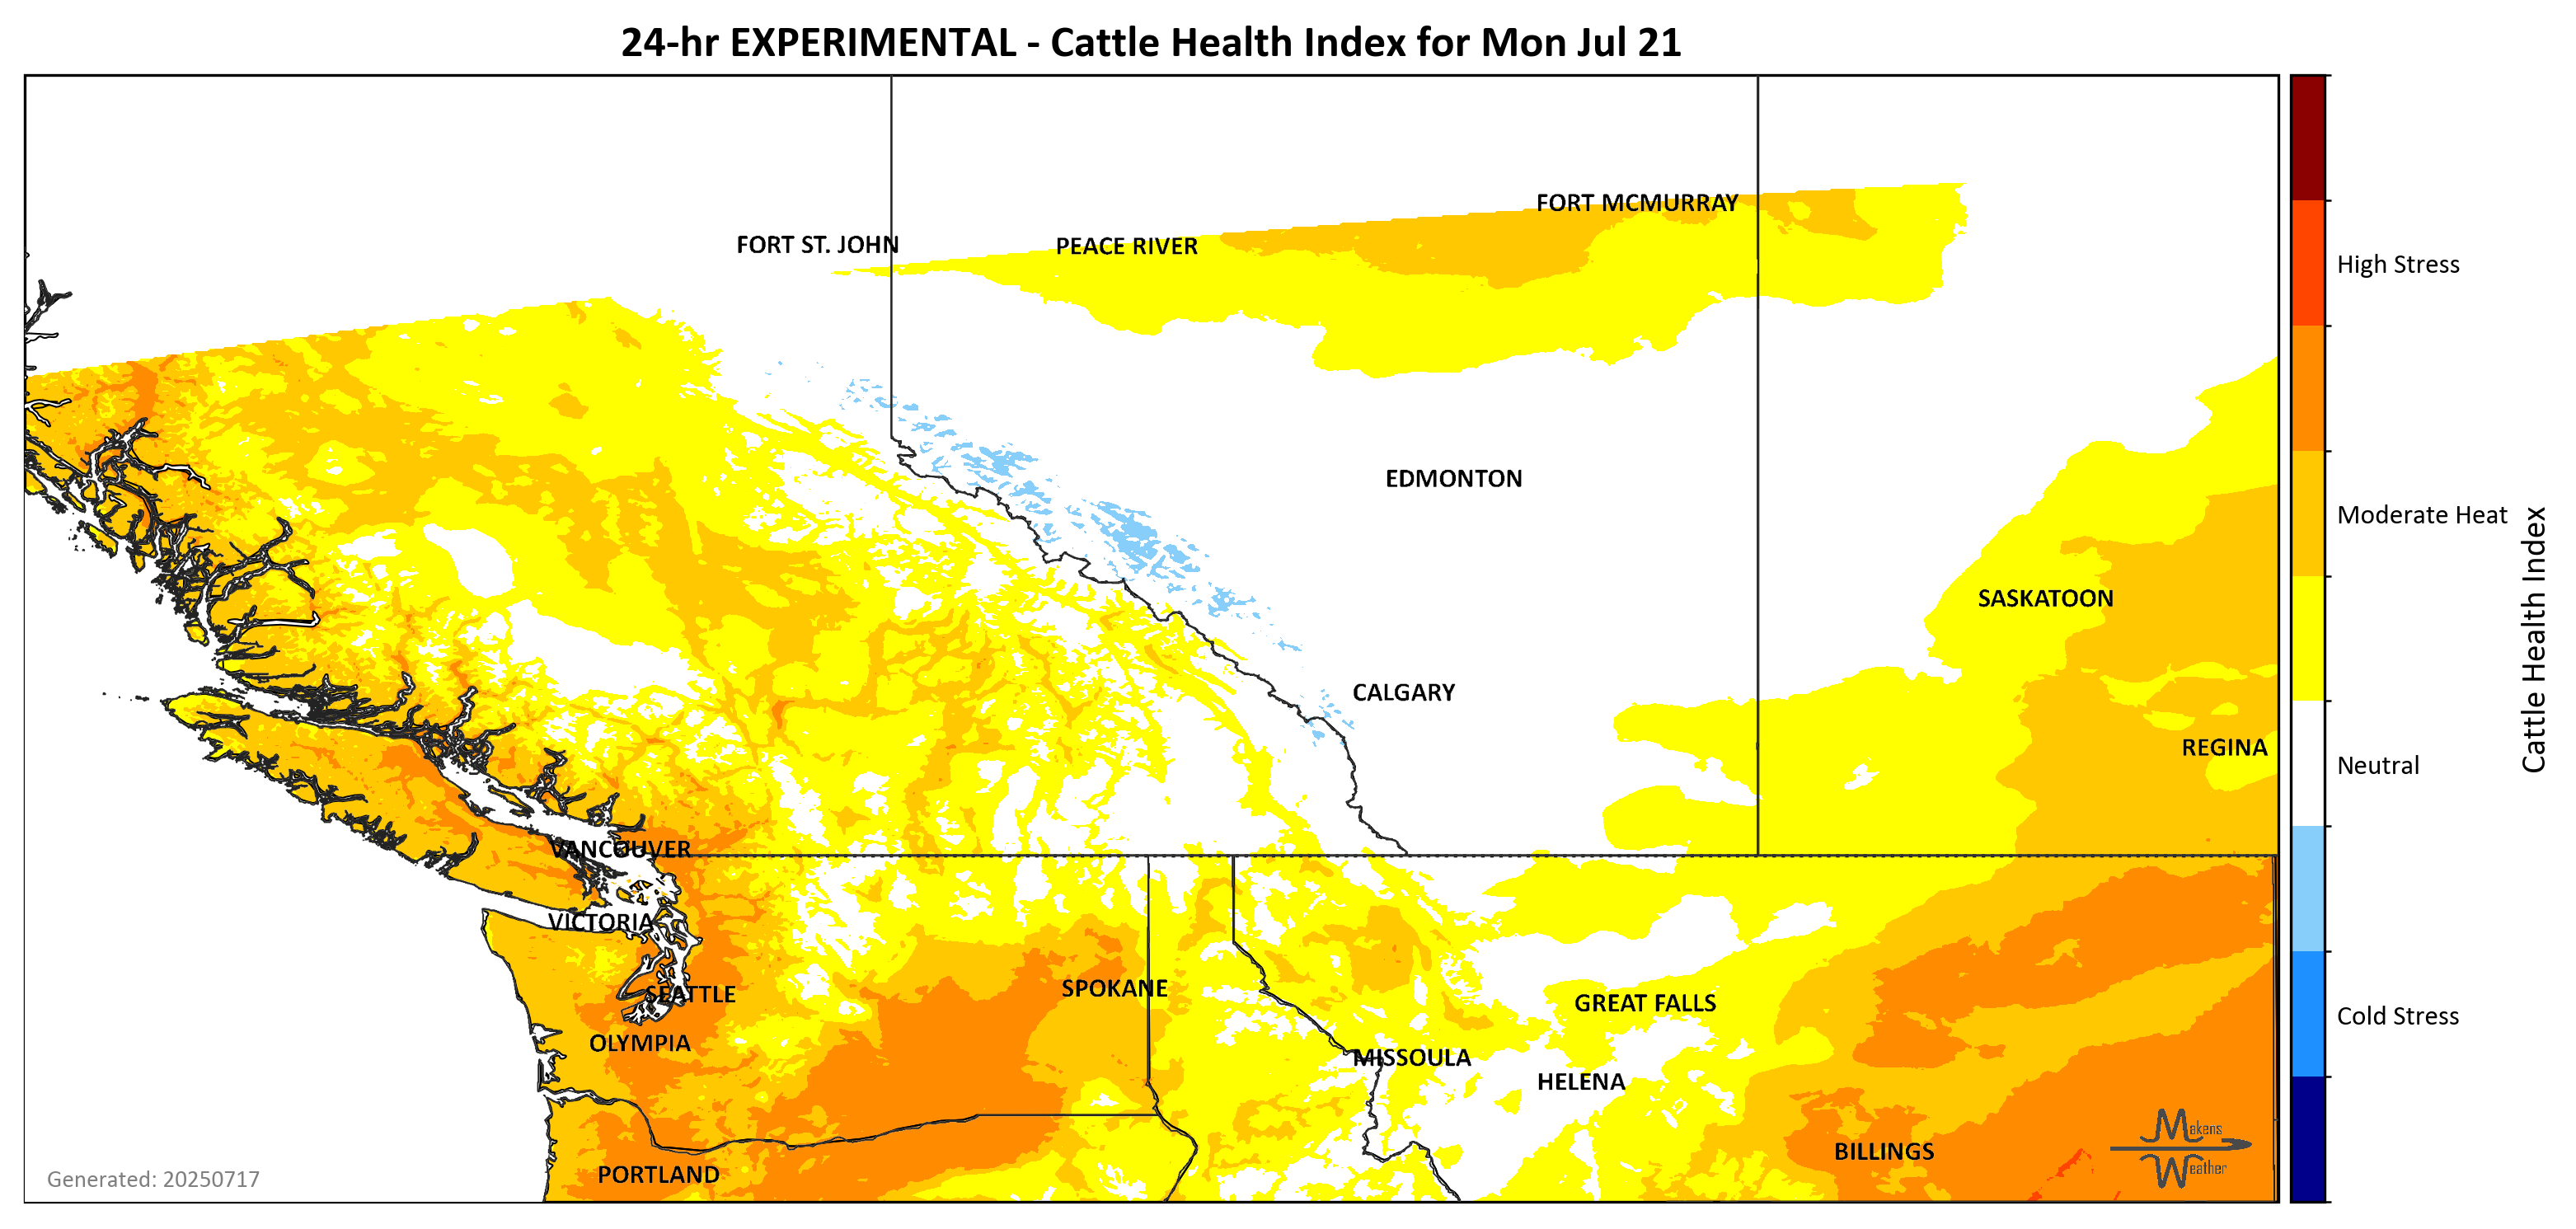 24-hr EXPERIMENTAL - Cattle Health Index for Mon Jul 21
FORT MCMURRAY
FORT ST. JOHN
PEACE RIVER
High Stress
EDMONTON
Moderate Heat
SASKATOON
CALGARY
REGINA
Neutral
Cattle Health Index
VANCOUVER
VICTORIA
SPOKANE
SEATTLE
GREAT FALLS
Cold Stress
OLYMPIA
MISSOULA
HELENA
BILLINGS
Makens
Weather
PORTLAND
Generated: 20250717